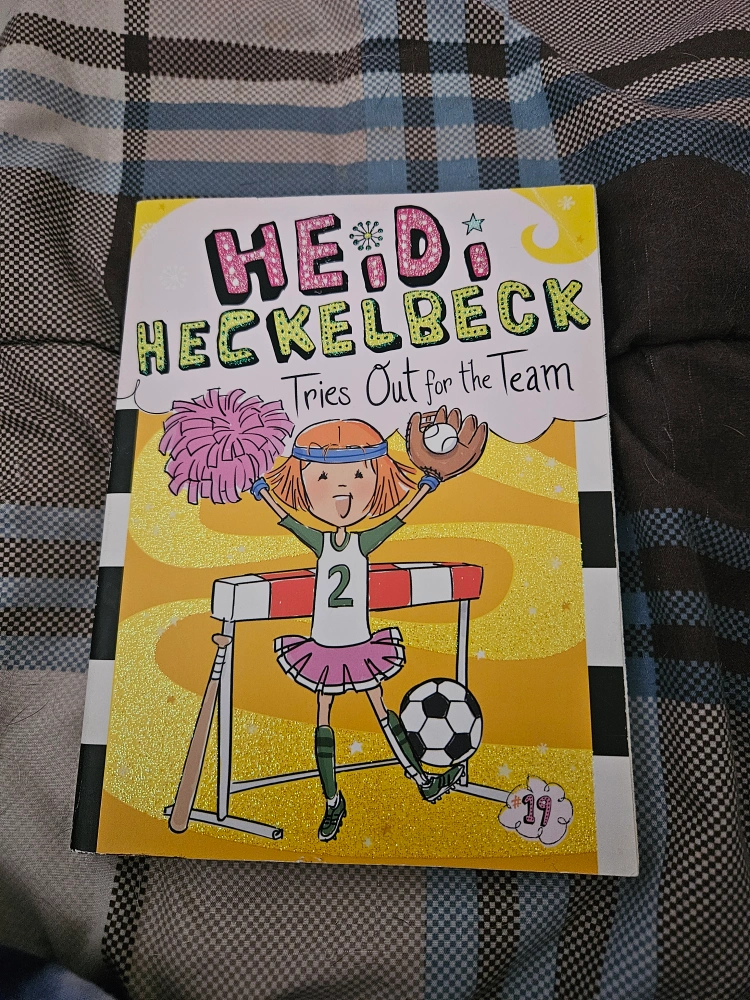 HEiDi
HECKELBECK
Tries Out for the Team
2
#19